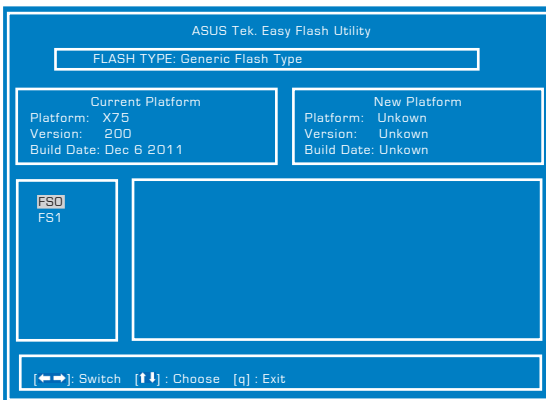 ASUS Tek. Easy Flash Utility
FLASH TYPE: Generic Flash Type
Current Platform
Platform: X75
Version: 200
Build Date: Dec 6 2011
New Platform
Platform: Unkown
Version: Unkown
Build Date: Unkown
FS0
FS1
[←→]: Switch [↑↓] : Choose [q] : Exit